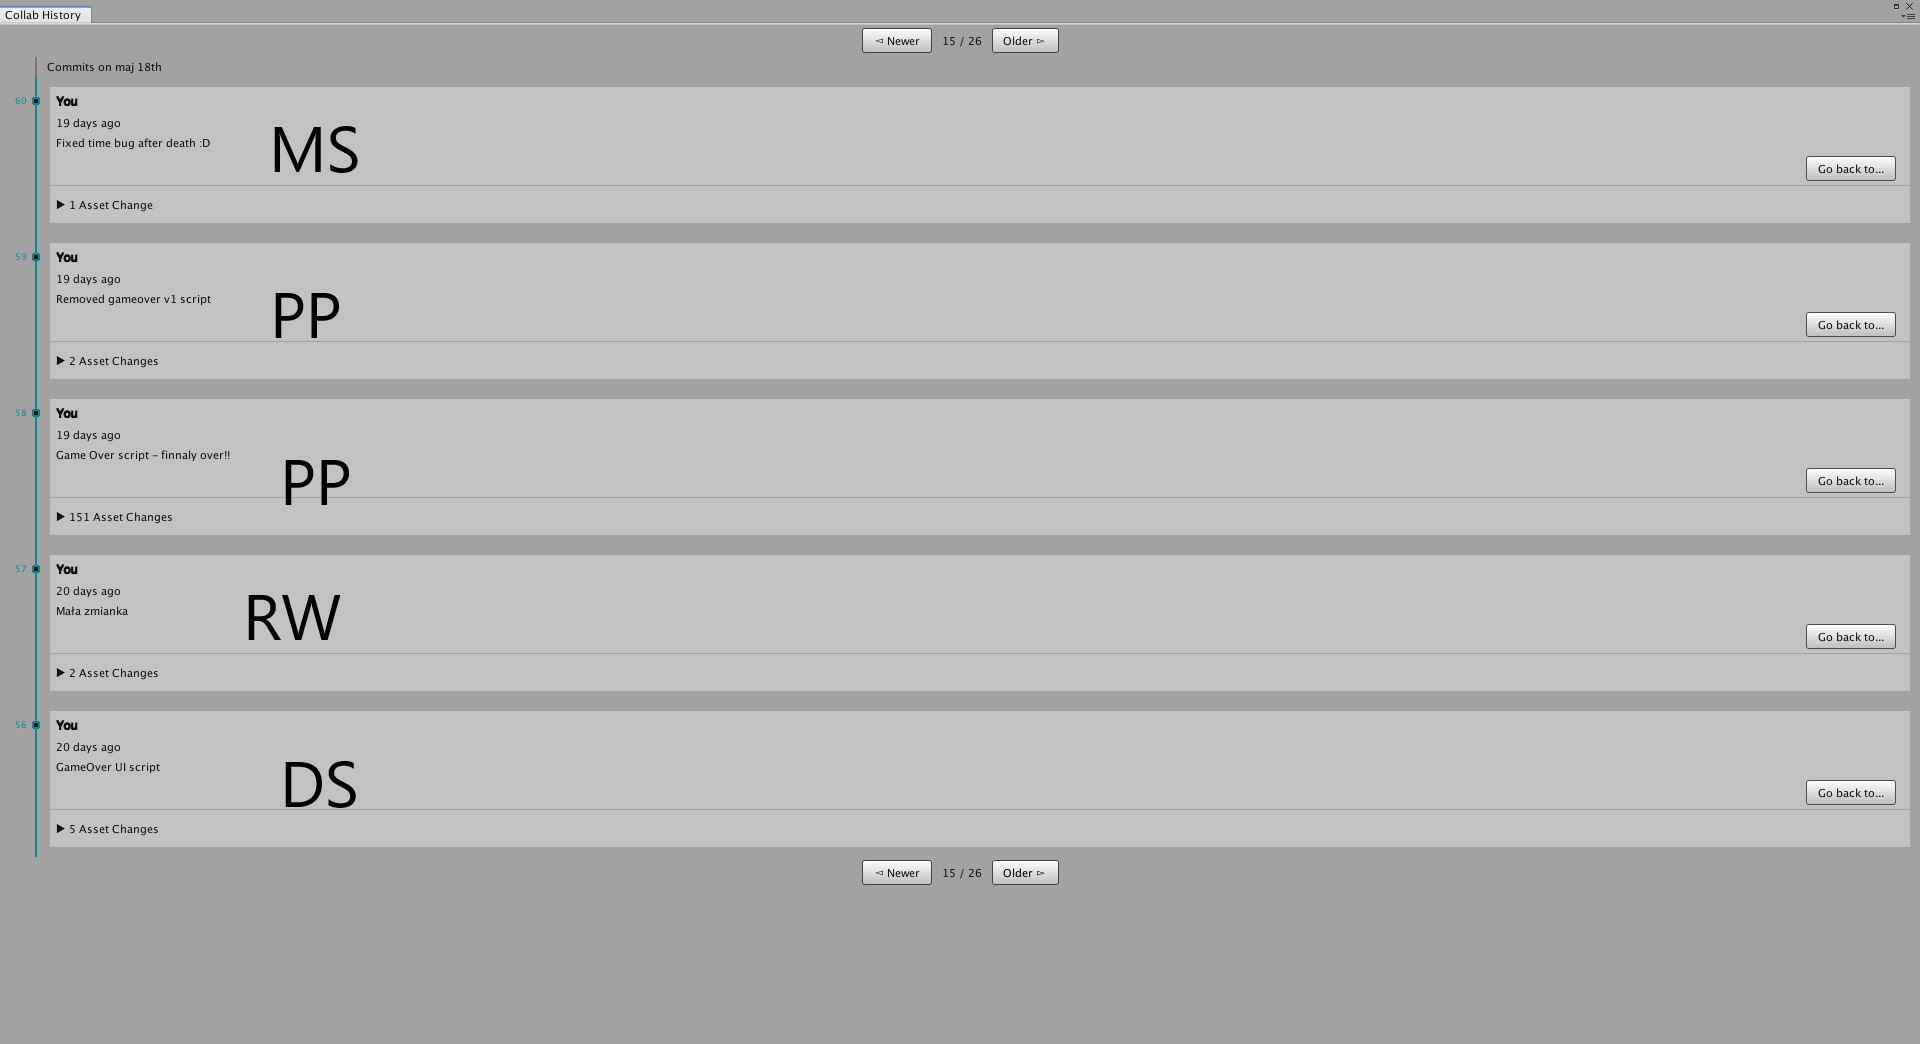 Collab History
◅ Newer 15 / 26 Older ▻
Commits on maj 18th
60 You
19 days ago
Fixed time bug after death :D
MS
Go back to...
▶ 1 Asset Change
59 You
19 days ago
Removed gameover v1 script
PP
Go back to...
▶ 2 Asset Changes
58 You
19 days ago
Game Over script - finnaly over!!
PP
Go back to...
▶ 151 Asset Changes
57 You
20 days ago
Mała zmianka
RW
Go back to...
▶ 2 Asset Changes
56 You
20 days ago
GameOver UI script
DS
Go back to...
▶ 5 Asset Changes
◅ Newer 15 / 26 Older ▻